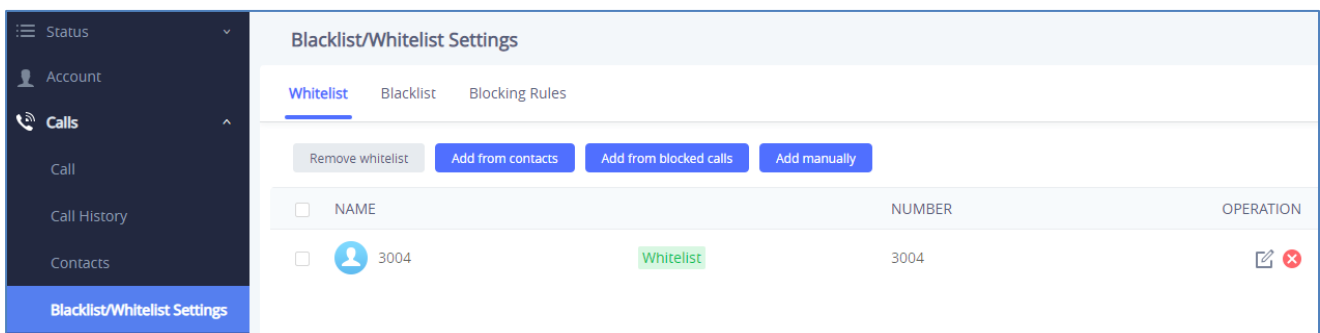 Status
Account
Calls
Call
Call History
Contacts
Blacklist/Whitelist Settings
Blacklist/Whitelist Settings
Whitelist Blacklist Blocking Rules
Remove whitelist Add from contacts Add from blocked calls Add manually
NAME NUMBER OPERATION
3004 Whitelist 3004